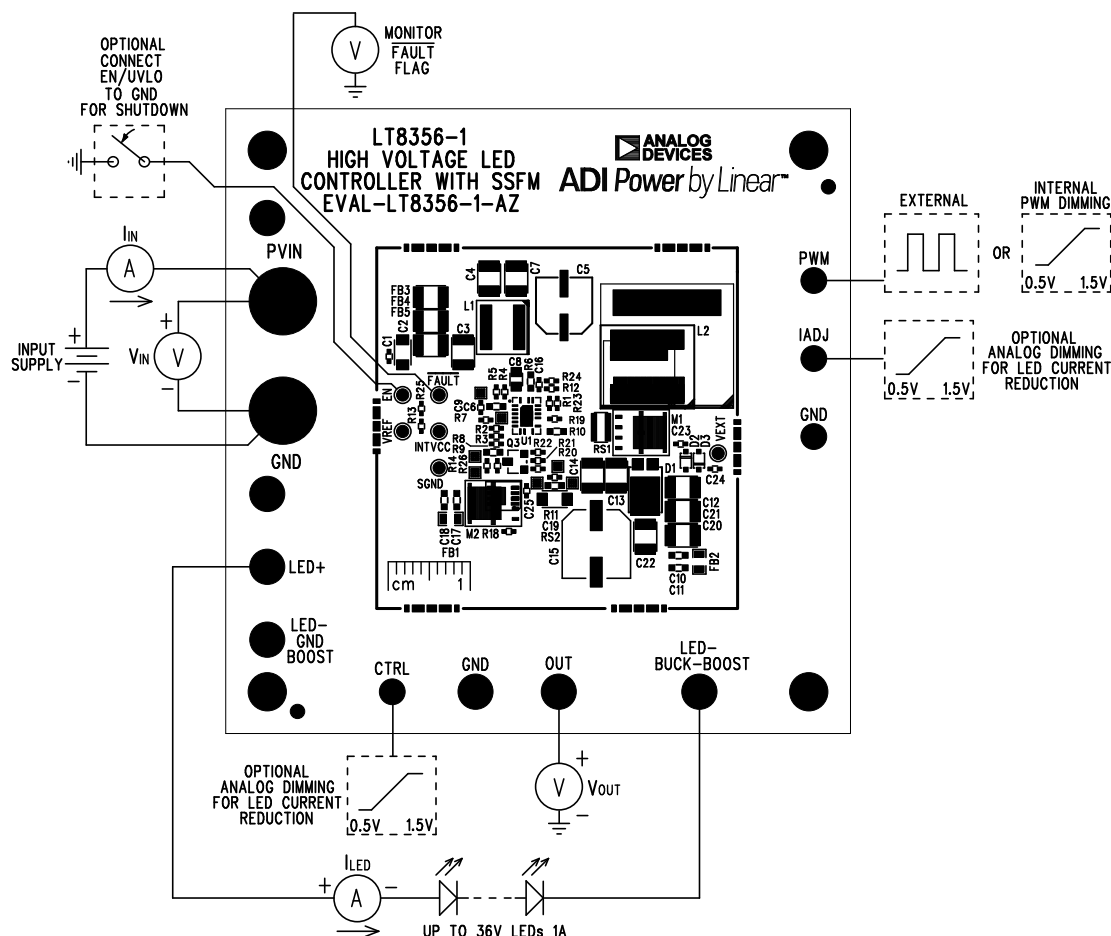 OPTIONAL
CONNECT
EN/UVLO
TO GND
FOR SHUTDOWN
V
MONITOR
FAULT
FLAG
LT8356-1
HIGH VOLTAGE LED
CONTROLLER WITH SSFM
EVAL-LT8356-1-AZ
ANALOG
DEVICES
ADI Power by Linear™
EXTERNAL
OR
INTERNAL
PWM DIMMING
0.5V 1.5V
PWM
IADJ
0.5V 1.5V
OPTIONAL
ANALOG DIMMING
FOR LED CURRENT
REDUCTION
GND
IIN
A
PVIN
+
INPUT
SUPPLY
-
+
VIN
V
-
GND
FB3
FB4
FB5
C1
C2
C3
C4
L1
C7
C5
L2
EN
FAULT
R25
R13
VREF
INTVCC
R14
SGND
R5
R4
C8
R6
C16
R24
R12
R1
R23
C9
C6
R7
R2
R3
R8
R9
R26
U1
Q3
R19
R10
R22
R21
R20
RS1
M1
C23
D2
D3
VEXT
C24
C14
C13
D1
C12
C21
C20
C25
R11
C19
RS2
C15
C22
C10
C11
FB2
M2
R18
C18
C17
FB1
cm 1
LED+
LED-
GND
BOOST
CTRL
GND
OUT
LED-
BUCK-BOOST
OPTIONAL
ANALOG DIMMING
FOR LED CURRENT
REDUCTION
0.5V 1.5V
+
V
VOUT
-
ILED
+
A
-
UP TO 36V LEDs 1A